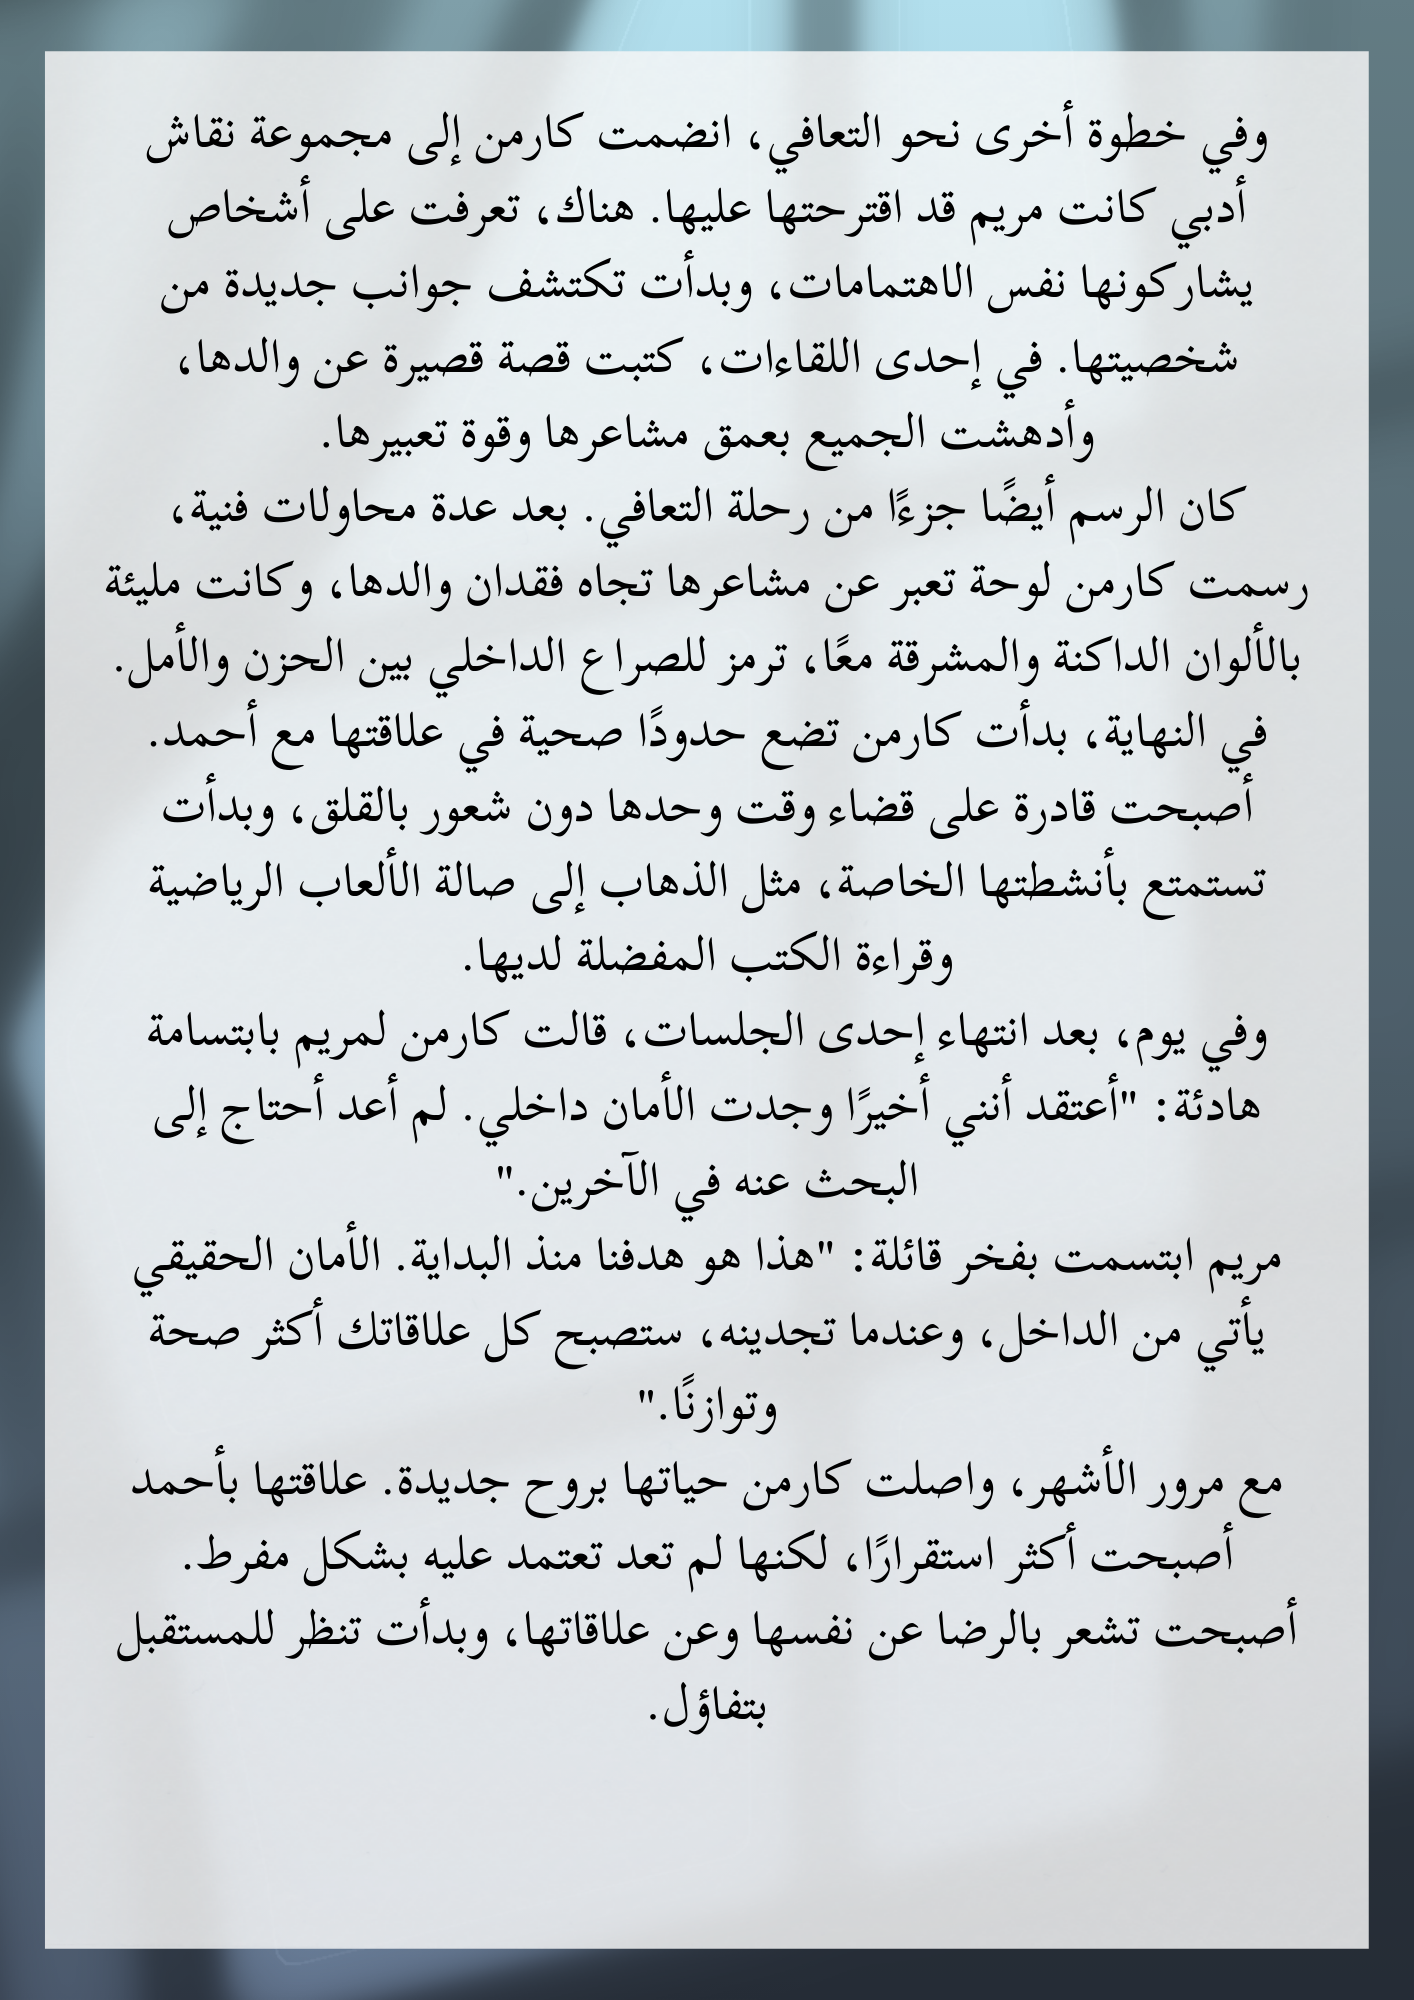 وفي خطوة أخرى نحو التعافي، انضمت كارمن إلى مجموعة نقاش
أدبي كانت مريم قد اقترحتها عليها. هناك، تعرفت على أشخاص
يشاركونها نفس الاهتمامات، وبدأت تكتشف جوانب جديدة من
شخصيتها. في إحدى اللقاءات، كتبت قصة قصيرة عن والدها،
وأدهشت الجميع بعمق مشاعرها وقوة تعبيرها.
كان الرسم أيضًا جزءًا من رحلة التعافي. بعد عدة محاولات فنية،
رسمت كارمن لوحة تعبر عن مشاعرها تجاه فقدان والدها، وكانت مليئة
بالألوان الداكنة والمشرقة معًا، ترمز للصراع الداخلي بين الحزن والأمل.
في النهاية، بدأت كارمن تضع حدودًا صحية في علاقتها مع أحمد.
أصبحت قادرة على قضاء وقت وحدها دون شعور بالقلق، وبدأت
تستمتع بأنشطتها الخاصة، مثل الذهاب إلى صالة الألعاب الرياضية
وقراءة الكتب المفضلة لديها.
وفي يوم، بعد انتهاء إحدى الجلسات، قالت كارمن لمريم بابتسامة
هادئة: "أعتقد أنني أخيرًا وجدت الأمان داخلي. لم أعد أحتاج إلى
البحث عنه في الآخرين."
مريم ابتسمت بفخر قائلة: "هذا هو هدفنا منذ البداية. الأمان الحقيقي
يأتي من الداخل، وعندما تجدينه، ستصبح كل علاقاتك أكثر صحة
وتوازنًا."
مع مرور الأشهر، واصلت كارمن حياتها بروح جديدة. علاقتها بأحمد
أصبحت أكثر استقرارًا، لكنها لم تعد تعتمد عليه بشكل مفرط.
أصبحت تشعر بالرضا عن نفسها وعن علاقاتها، وبدأت تنظر للمستقبل
بتفاؤل.